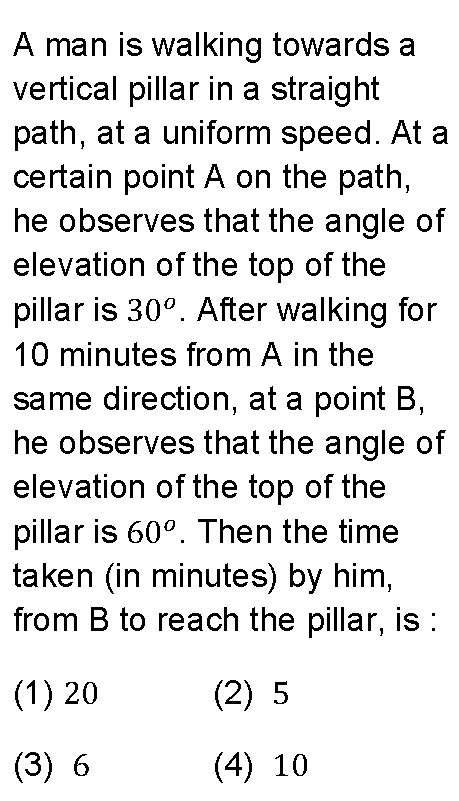 A man is walking towards a
vertical pillar in a straight
path, at a uniform speed. At a
certain point A on the path,
he observes that the angle of
elevation of the top of the
pillar is 30ᵒ. After walking for
10 minutes from A in the
same direction, at a point B,
he observes that the angle of
elevation of the top of the
pillar is 60ᵒ. Then the time
taken (in minutes) by him,
from B to reach the pillar, is :
(1) 20 (2) 5
(3) 6 (4) 10